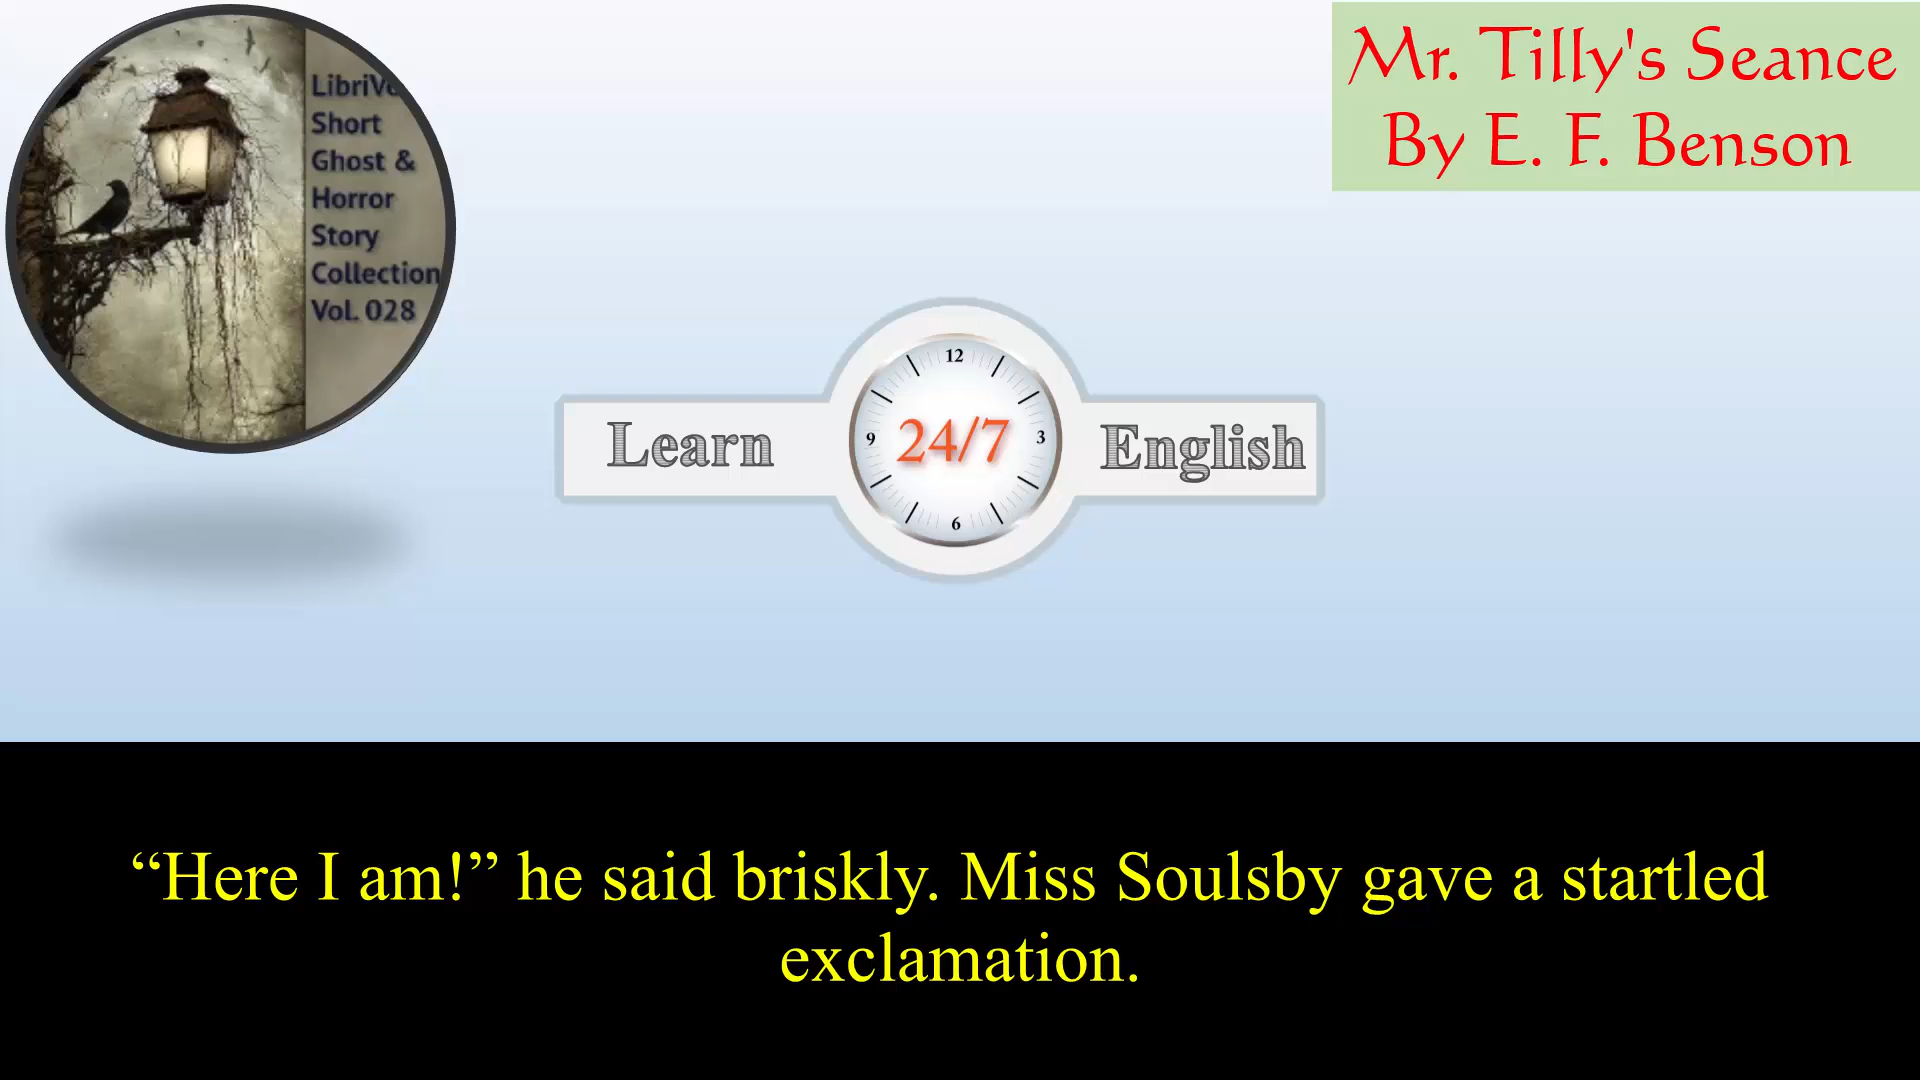 LibriVo
Short
Ghost &
Horror
Story
Collection
Vol. 028
Mr. Tilly's Seance
By E. F. Benson
12
9
3
6
Learn
24/7
English
“Here I am!” he said briskly. Miss Soulsby gave a startled
exclamation.